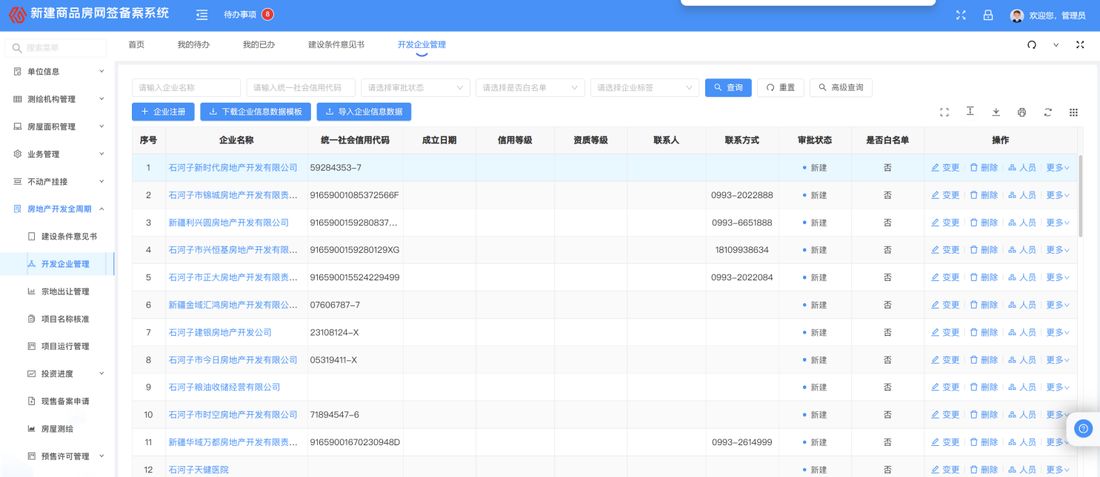 新建商品房网签备案系统
待办事项 8
欢迎您，管理员
搜索菜单
首页 我的待办 我的已办 建设条件意见书 开发企业管理
单位信息
测绘机构管理
房屋面积管理
业务管理
不动产挂接
房地产开发全周期
建设条件意见书
开发企业管理
宗地出让管理
项目名称核准
项目运行管理
投资进度
现售备案申请
房屋测绘
预售许可管理
请输入企业名称 请输入统一社会信用代码 请选择审批状态 请选择是否白名单 请选择企业标签 查询 重置 高级查询
企业注册 下载企业信息数据模板 导入企业信息数据
序号 企业名称 统一社会信用代码 成立日期 信用等级 资质等级 联系人 联系方式 审批状态 是否白名单 操作
1 石河子新时代房地产开发有限公司 59284353-7 新建 否 变更 删除 人员 更多
2 石河子市锦城房地产开发有限责... 91659001085372566F 0993-2022888 新建 否 变更 删除 人员 更多
3 新疆利兴圆房地产开发有限公司 9165900159280837... 0993-6651888 新建 否 变更 删除 人员 更多
4 石河子市兴恒基房地产开发有限... 9165900159280129XG 18109938634 新建 否 变更 删除 人员 更多
5 石河子市正大房地产开发有限责... 916590015524229499 0993-2022084 新建 否 变更 删除 人员 更多
6 新疆金域汇鸿房地产开发有限公... 07606787-7 新建 否 变更 删除 人员 更多
7 石河子建银房地产开发公司 23108124-X 新建 否 变更 删除 人员 更多
8 石河子市今日房地产开发有限公司 05319411-X 新建 否 变更 删除 人员 更多
9 石河子粮油收储经营有限公司 新建 否 变更 删除 人员 更多
10 石河子市时空房地产开发有限公司 71894547-6 新建 否 变更 删除 人员 更多
11 新疆华域万都房地产开发有限责... 91659001670230948D 0993-2614999 新建 否 变更 删除 人员 更多
12 石河子天健医院 新建 否 变更 删除 人员 更多